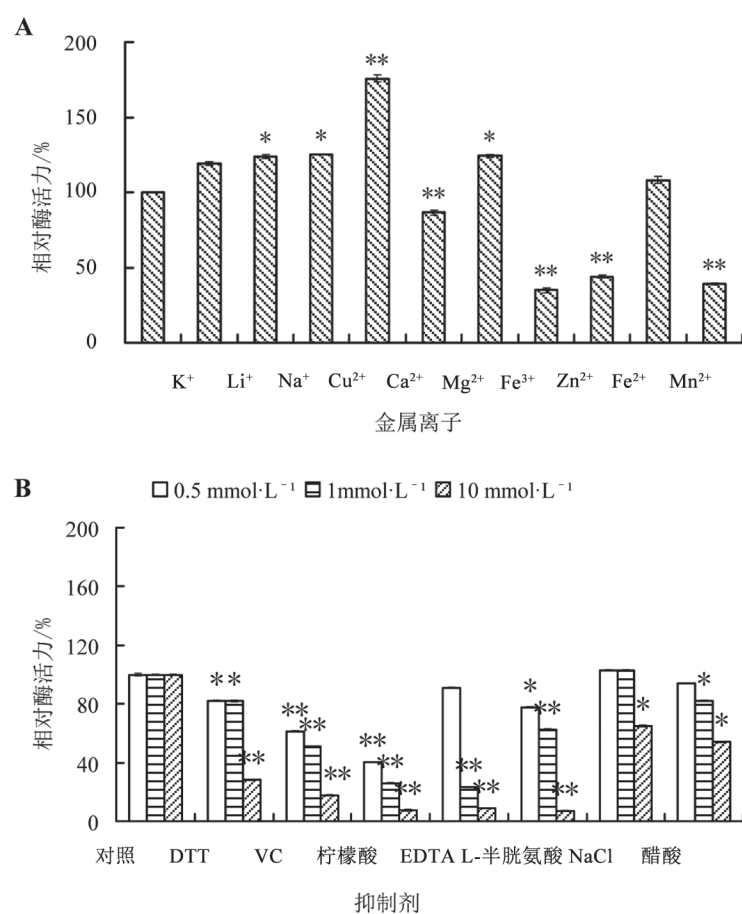 A
200
**
150
* * *
相对酶活力/%
100
**
50
** ** **
0
K⁺ Li⁺ Na⁺ Cu²⁺ Ca²⁺ Mg²⁺ Fe³⁺ Zn²⁺ Fe²⁺ Mn²⁺
金属离子
B
0.5 mmol·L⁻¹ 1mmol·L⁻¹ 10 mmol·L⁻¹
200
160
相对酶活力/%
120
80
40
0
* * ** ** ** ** ** ** ** ** * ** ** * * *
对照 DTT VC 柠檬酸 EDTA L-半胱氨酸 NaCl 醋酸
抑制剂